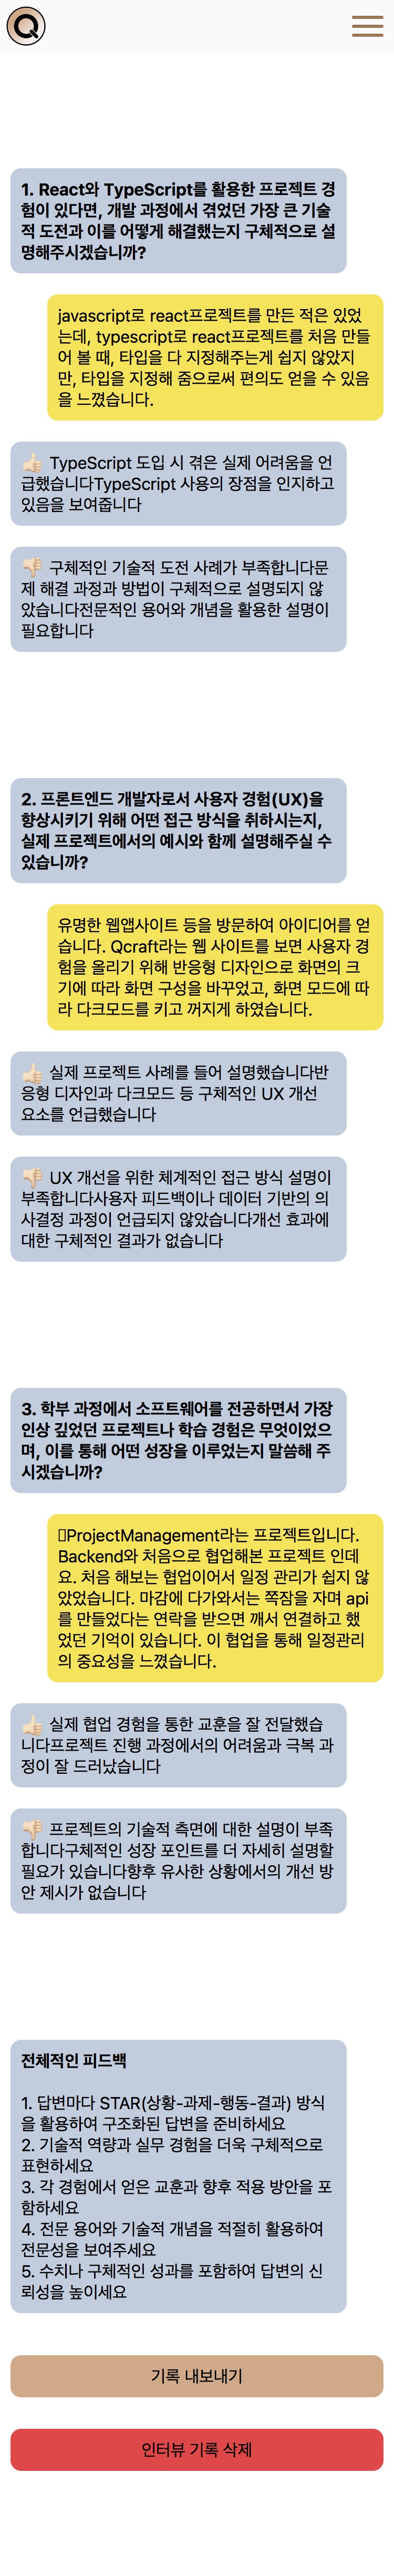 1. React와 TypeScript를 활용한 프로젝트 경
험이 있다면, 개발 과정에서 겪었던 가장 큰 기술
적 도전과 이를 어떻게 해결했는지 구체적으로 설
명해주시겠습니까?
javascript로 react프로젝트를 만든 적은 있었
는데, typescript로 react프로젝트를 처음 만들
어 볼 때, 타입을 다 지정해주는게 쉽지 않았지
만, 타입을 지정해 줌으로써 편의도 얻을 수 있음
을 느꼈습니다.
👍🏻 TypeScript 도입 시 겪은 실제 어려움을 언
급했습니다TypeScript 사용의 장점을 인지하고
있음을 보여줍니다
👎🏻 구체적인 기술적 도전 사례가 부족합니다문
제 해결 과정과 방법이 구체적으로 설명되지 않
았습니다전문적인 용어와 개념을 활용한 설명이
필요합니다
2. 프론트엔드 개발자로서 사용자 경험(UX)을
향상시키기 위해 어떤 접근 방식을 취하시는지,
실제 프로젝트에서의 예시와 함께 설명해주실 수
있습니까?
유명한 웹앱사이트 등을 방문하여 아이디어를 얻
습니다. Qcraft라는 웹 사이트를 보면 사용자 경
험을 올리기 위해 반응형 디자인으로 화면의 크
기에 따라 화면 구성을 바꾸었고, 화면 모드에 따
라 다크모드를 키고 꺼지게 하였습니다.
👍🏻 실제 프로젝트 사례를 들어 설명했습니다반
응형 디자인과 다크모드 등 구체적인 UX 개선
요소를 언급했습니다
👎🏻 UX 개선을 위한 체계적인 접근 방식 설명이
부족합니다사용자 피드백이나 데이터 기반의 의
사결정 과정이 언급되지 않았습니다개선 효과에
대한 구체적인 결과가 없습니다
3. 학부 과정에서 소프트웨어를 전공하면서 가장
인상 깊었던 프로젝트나 학습 경험은 무엇이었으
며, 이를 통해 어떤 성장을 이루었는지 말씀해 주
시겠습니까?
ProjectManagement라는 프로젝트입니다.
Backend와 처음으로 협업해본 프로젝트 인데
요. 처음 해보는 협업이어서 일정 관리가 쉽지 않
았었습니다. 마감에 다가와서는 쪽잠을 자며 api
를 만들었다는 연락을 받으면 깨서 연결하고 했
었던 기억이 있습니다. 이 협업을 통해 일정관리
의 중요성을 느꼈습니다.
👍🏻 실제 협업 경험을 통한 교훈을 잘 전달했습
니다프로젝트 진행 과정에서의 어려움과 극복 과
정이 잘 드러났습니다
👎🏻 프로젝트의 기술적 측면에 대한 설명이 부족
합니다구체적인 성장 포인트를 더 자세히 설명할
필요가 있습니다향후 유사한 상황에서의 개선 방
안 제시가 없습니다
전체적인 피드백
1. 답변마다 STAR(상황-과제-행동-결과) 방식
을 활용하여 구조화된 답변을 준비하세요
2. 기술적 역량과 실무 경험을 더욱 구체적으로
표현하세요
3. 각 경험에서 얻은 교훈과 향후 적용 방안을 포
함하세요
4. 전문 용어와 기술적 개념을 적절히 활용하여
전문성을 보여주세요
5. 수치나 구체적인 성과를 포함하여 답변의 신
뢰성을 높이세요
기록 내보내기
인터뷰 기록 삭제